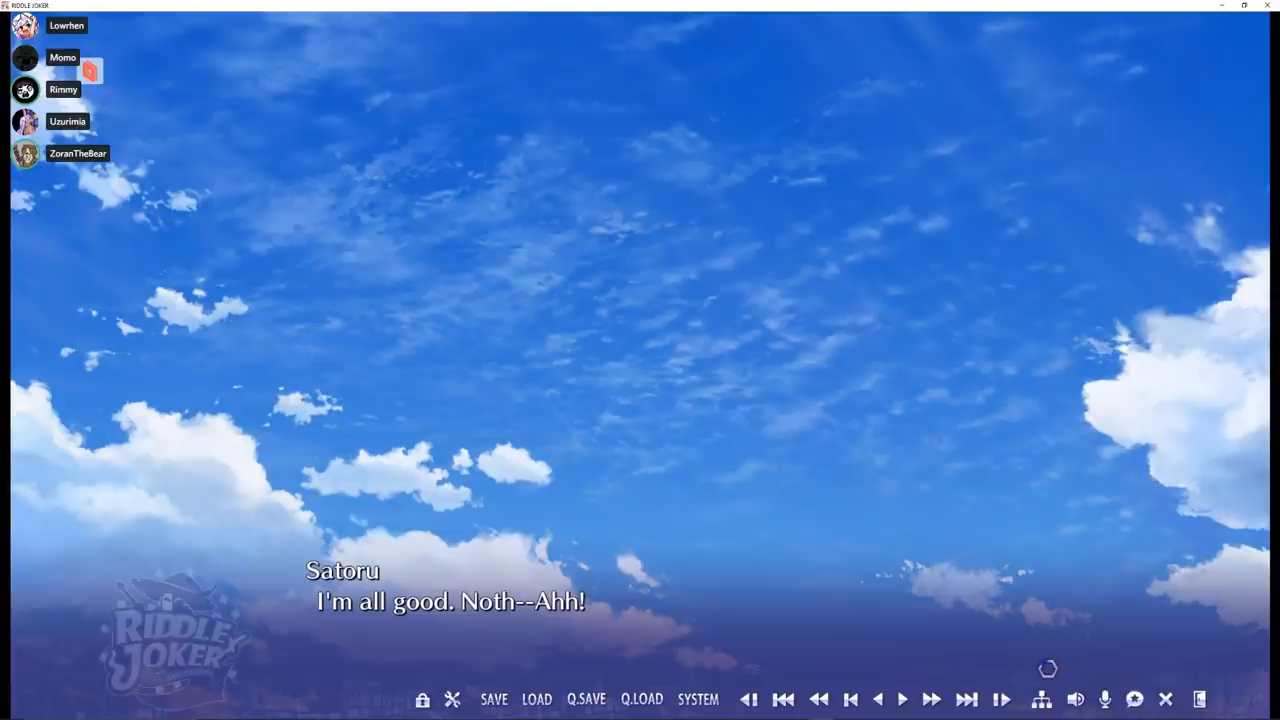 RIDDLE JOKER
Lowrhen
Momo
Rimmy
Uzurimia
ZoranTheBear
Satoru
I'm all good. Noth--Ahh!
RIDDLE
JOKER
SAVE LOAD Q.SAVE Q.LOAD SYSTEM